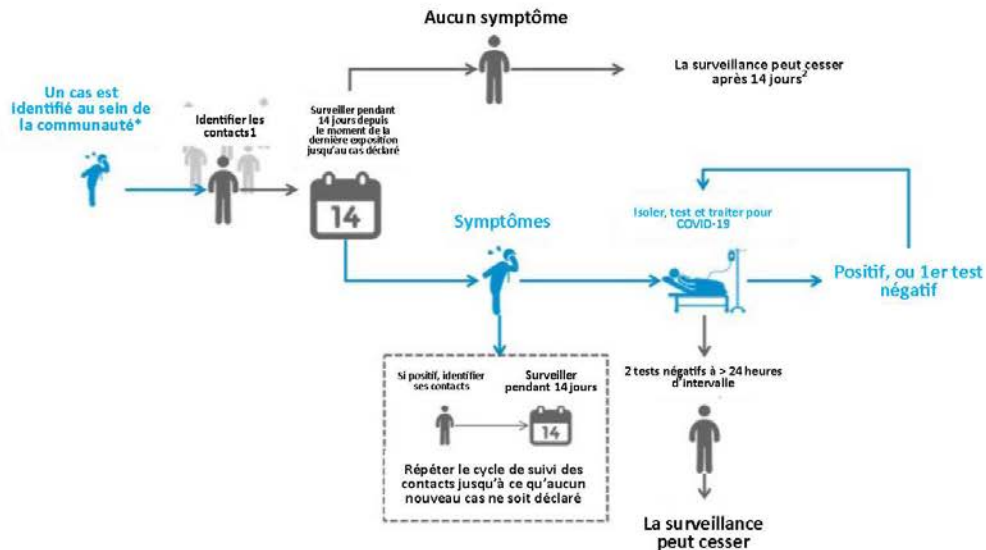 Aucun symptôme
La surveillance peut cesser
après 14 jours²
Un cas est
identifié au sein de
la communauté*
Identifier les
contacts1
Surveiller pendant
14 jours depuis
le moment de la
dernière exposition
jusqu'au cas déclaré
14
Symptômes
Isoler, test et traiter pour
COVID-19
Positif, ou 1er test
négatif
Si positif, identifier
ses contacts
Surveiller
pendant 14 jours
14
Répéter le cycle de suivi des
contacts jusqu'à ce qu'aucun
nouveau cas ne soit déclaré
2 tests négatifs à > 24 heures
d'intervalle
La surveillance
peut cesser